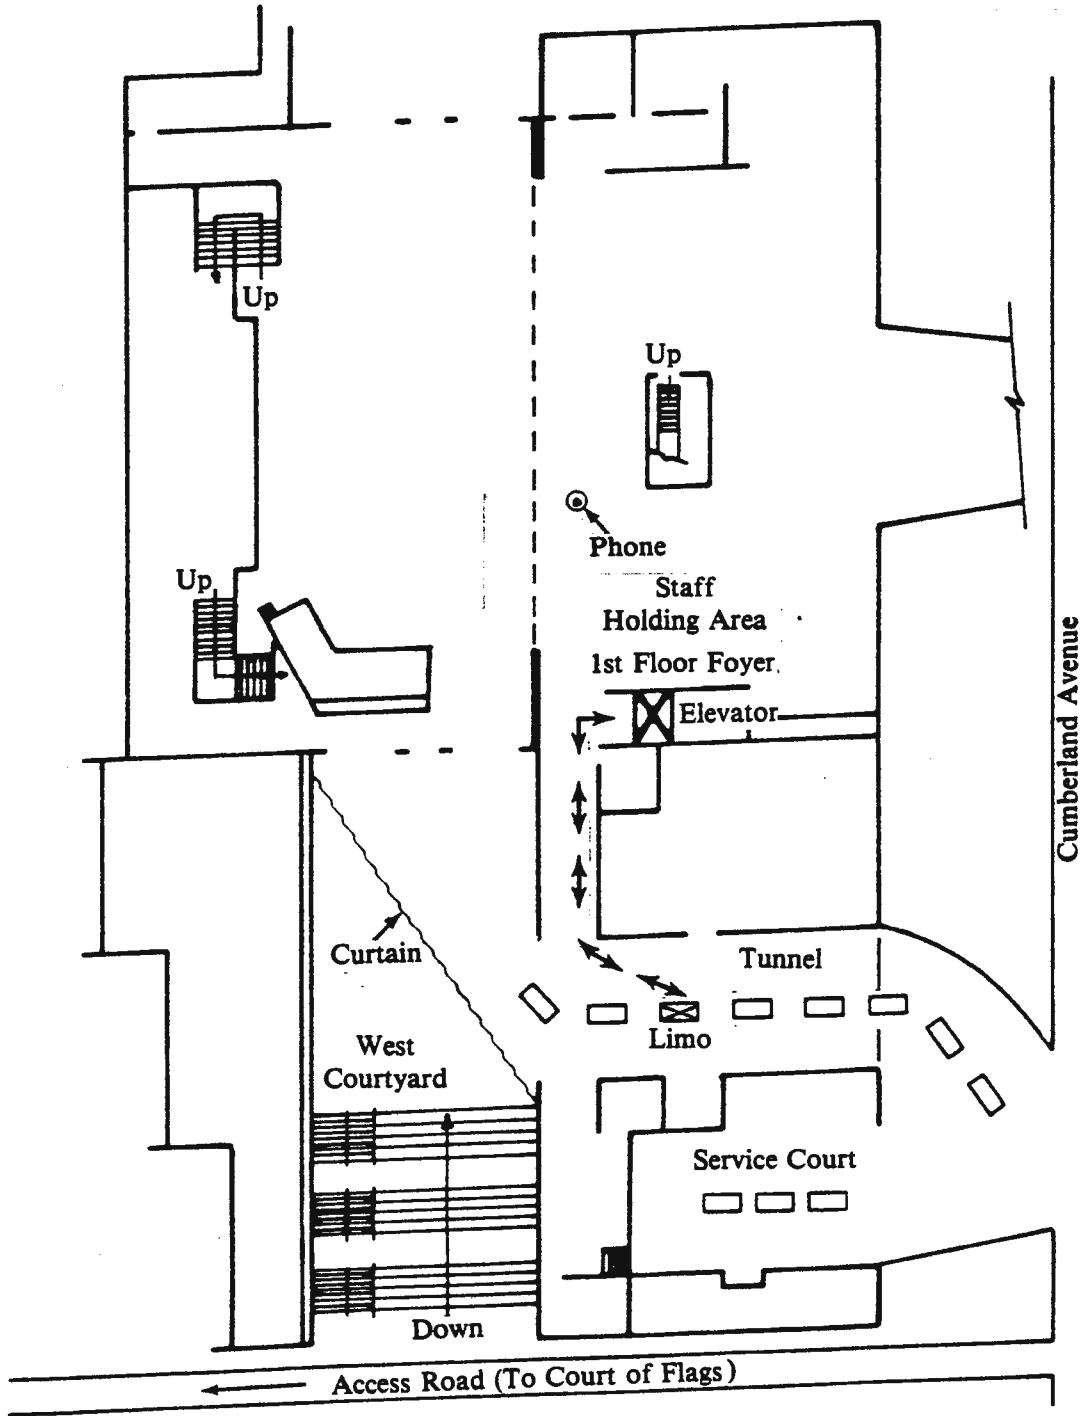 Up
Up
Phone
Staff
Holding Area
1st Floor Foyer
Up
Elevator
Cumberland Avenue
Curtain
Tunnel
Limo
West
Courtyard
Service Court
Down
Access Road (To Court of Flags)